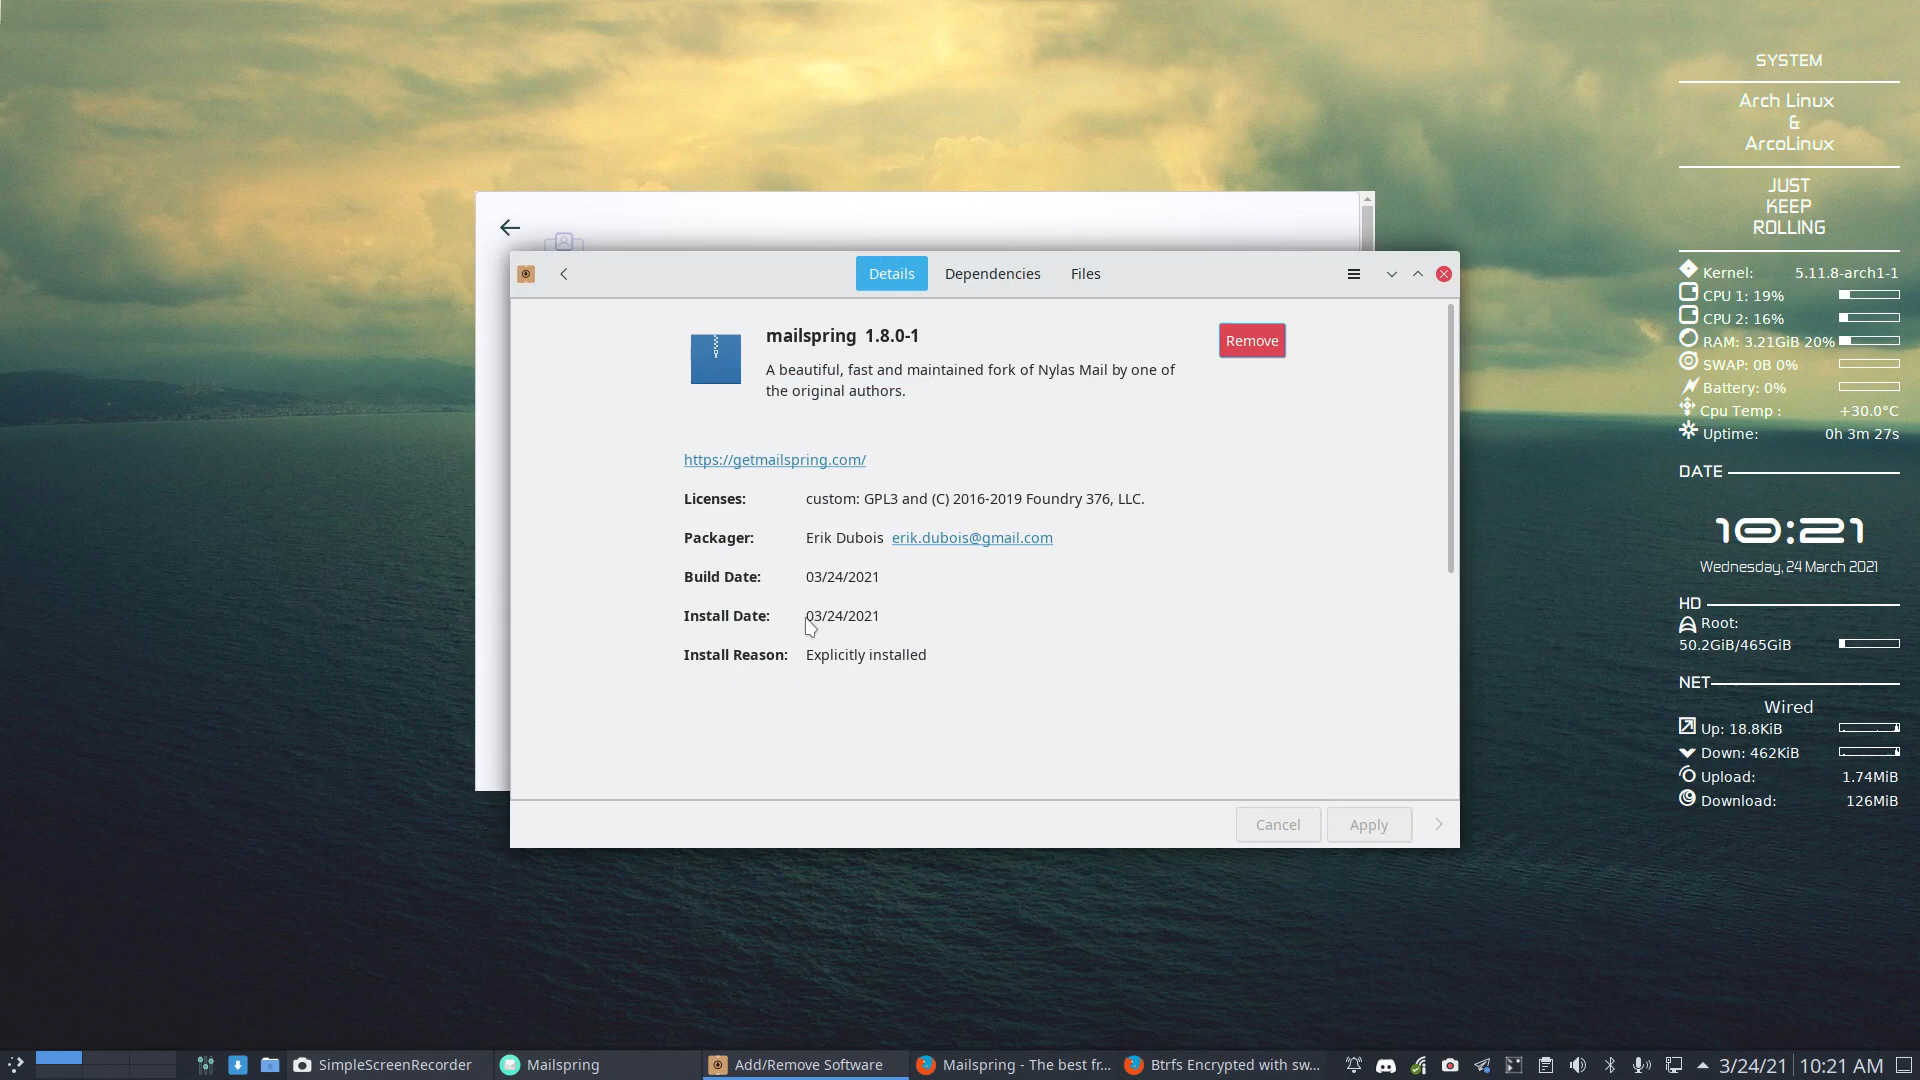 Details
Dependencies
Files
mailspring 1.8.0-1
Remove
A beautiful, fast and maintained fork of Nylas Mail by one of
the original authors.
https://getmailspring.com/
Licenses: custom: GPL3 and (C) 2016-2019 Foundry 376, LLC.
Packager: Erik Dubois erik.dubois@gmail.com
Build Date: 03/24/2021
Install Date: 03/24/2021
Install Reason: Explicitly installed
Cancel
Apply
SYSTEM
Arch Linux
&
ArcoLinux
JUST
KEEP
ROLLING
Kernel: 5.11.8-arch1-1
CPU 1: 19%
CPU 2: 16%
RAM: 3.21GiB 20%
SWAP: 0B 0%
Battery: 0%
Cpu Temp : +30.0°C
Uptime: 0h 3m 27s
DATE
10:21
Wednesday, 24 March 2021
HD
Root:
50.2GiB/465GiB
NET
Wired
Up: 18.8KiB
Down: 462KiB
Upload: 1.74MiB
Download: 126MiB
SimpleScreenRecorder
Mailspring
Add/Remove Software
Mailspring - The best fr...
Btrfs Encrypted with sw...
3/24/21
10:21 AM